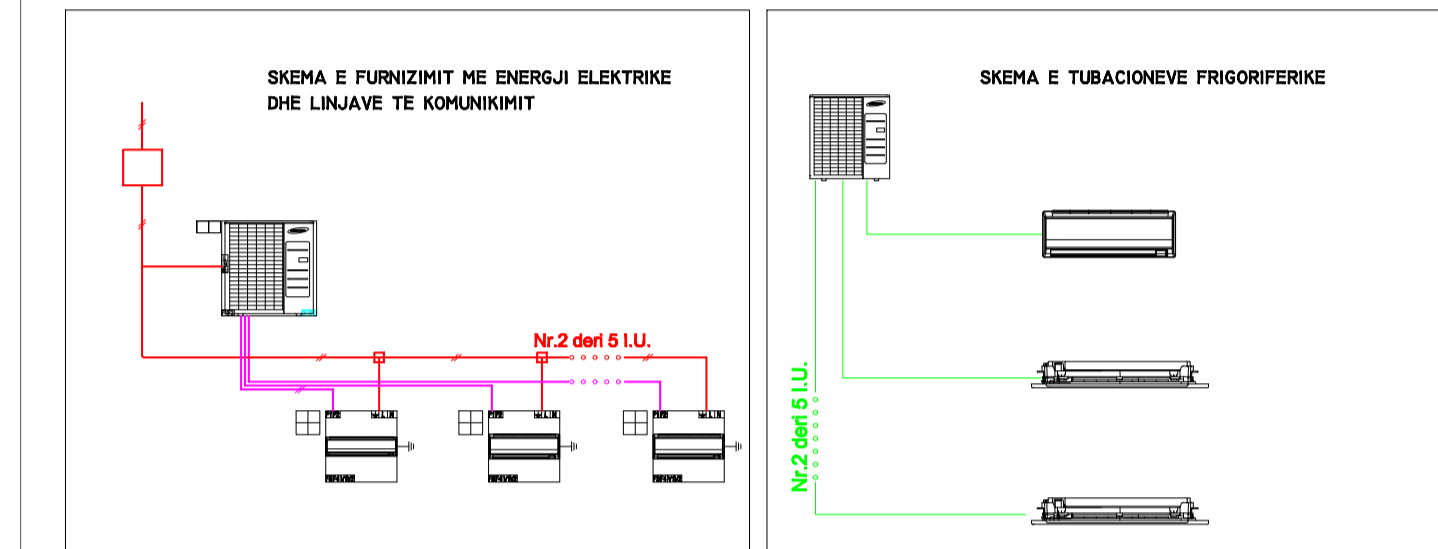 SKEMA E FURNIZIMIT ME ENERGJI ELEKTRIKE
DHE LINJAVE TE KOMUNIKIMIT
Nr.2 deri 5 I.U.
SKEMA E TUBACIONEVE FRIGORIFERIKE
Nr.2 deri 5 I.U.